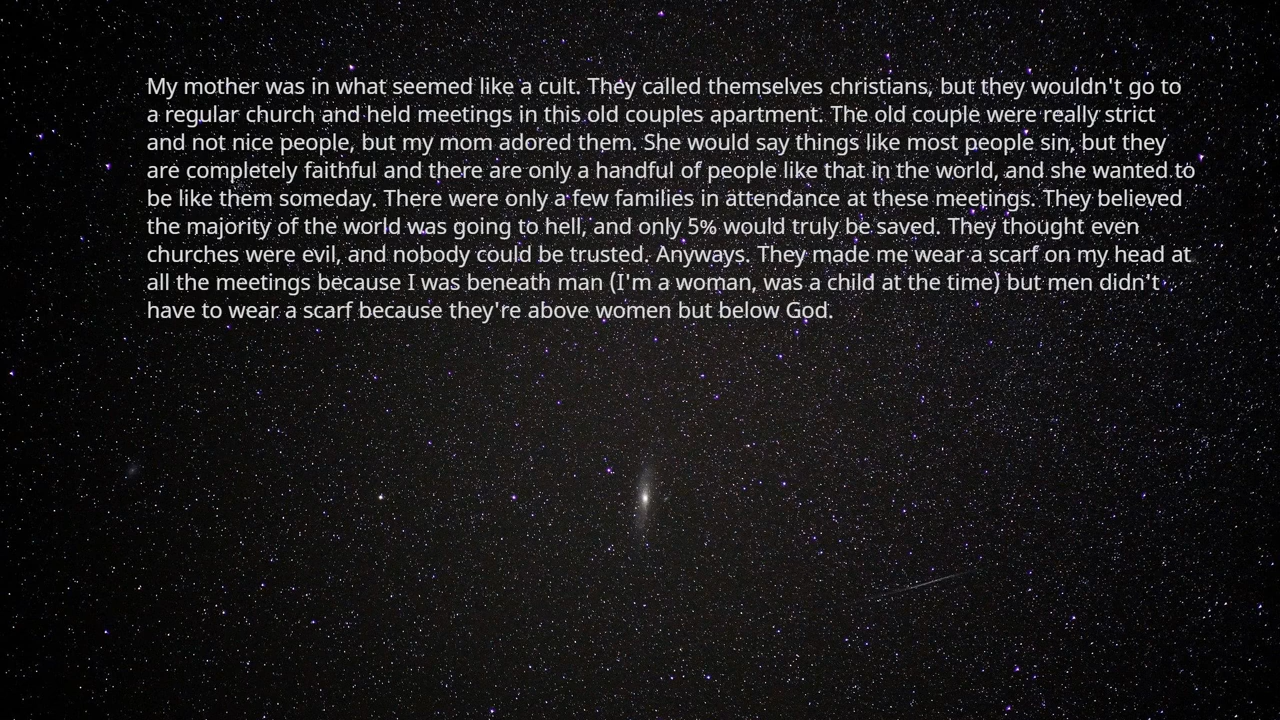 My mother was in what seemed like a cult. They called themselves christians, but they wouldn't go to
a regular church and held meetings in this old couples apartment. The old couple were really strict
and not nice people, but my mom adored them. She would say things like most people sin, but they
are completely faithful and there are only a handful of people like that in the world, and she wanted to
be like them someday. There were only a few families in attendance at these meetings. They believed
the majority of the world was going to hell, and only 5% would truly be saved. They thought even
churches were evil, and nobody could be trusted. Anyways. They made me wear a scarf on my head at
all the meetings because I was beneath man (I'm a woman, was a child at the time) but men didn't
have to wear a scarf because they're above women but below God.